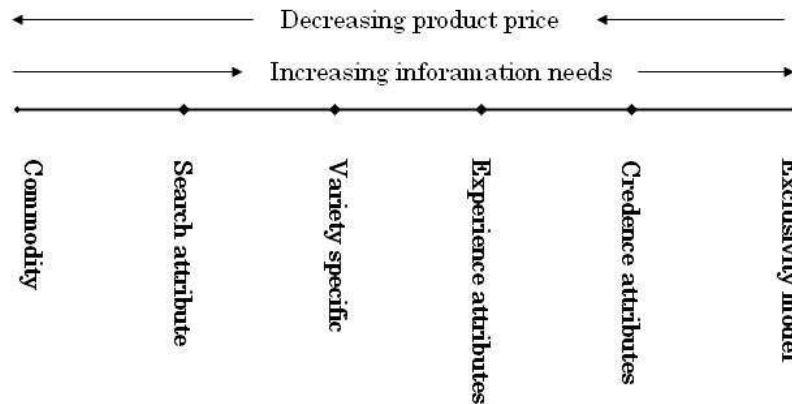 Decreasing product price
Increasing inforamation needs
Commodity
Search attribute
Variety specific
Experience attributes
Credence attributes
Exclusivity model